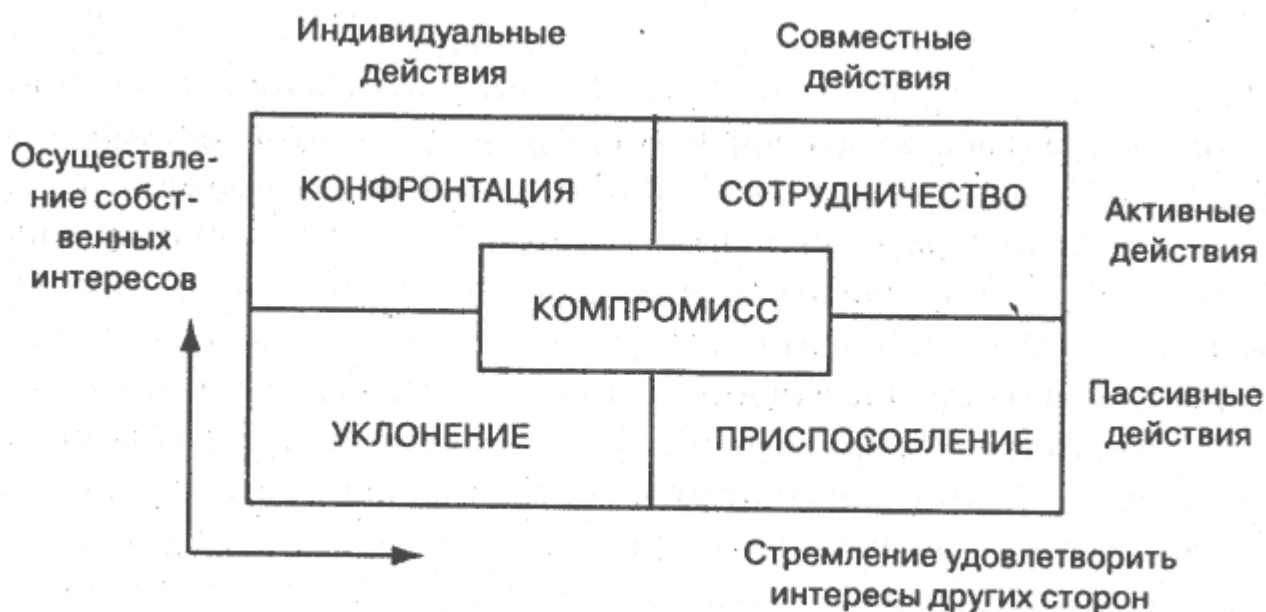 Индивидуальные
действия
Совместные
действия
Осуществле-
ние собст-
венных
интересов
КОНФРОНТАЦИЯ
СОТРУДНИЧЕСТВО
Активные
действия
КОМПРОМИСС
УКЛОНЕНИЕ
ПРИСПОСОБЛЕНИЕ
Пассивные
действия
Стремление удовлетворить
интересы других сторон